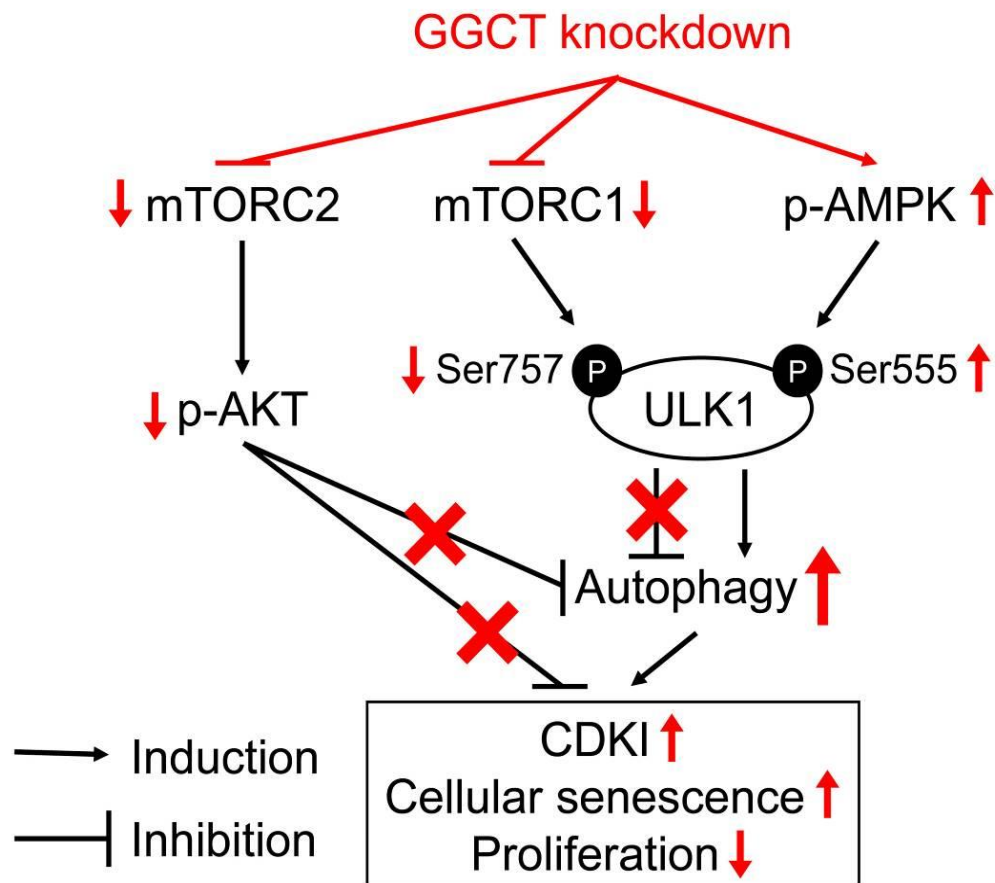 GGCT knockdown
mTORC2
mTORC1
p-AMPK
Ser757
P
P
Ser555
ULK1
p-AKT
Autophagy
CDKI
Cellular senescence
Proliferation
Induction
Inhibition